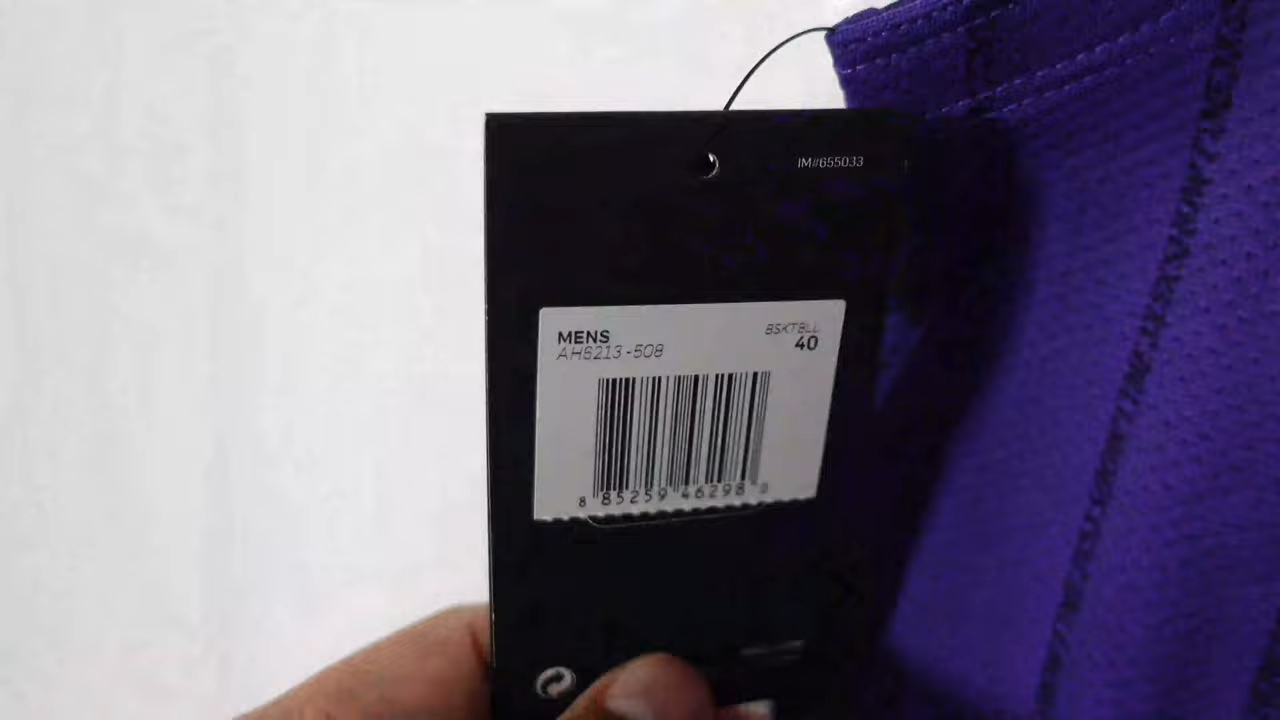 IM#655033
MENS
BSKTBLL
AH6213-508
40
8 85259 46298 0